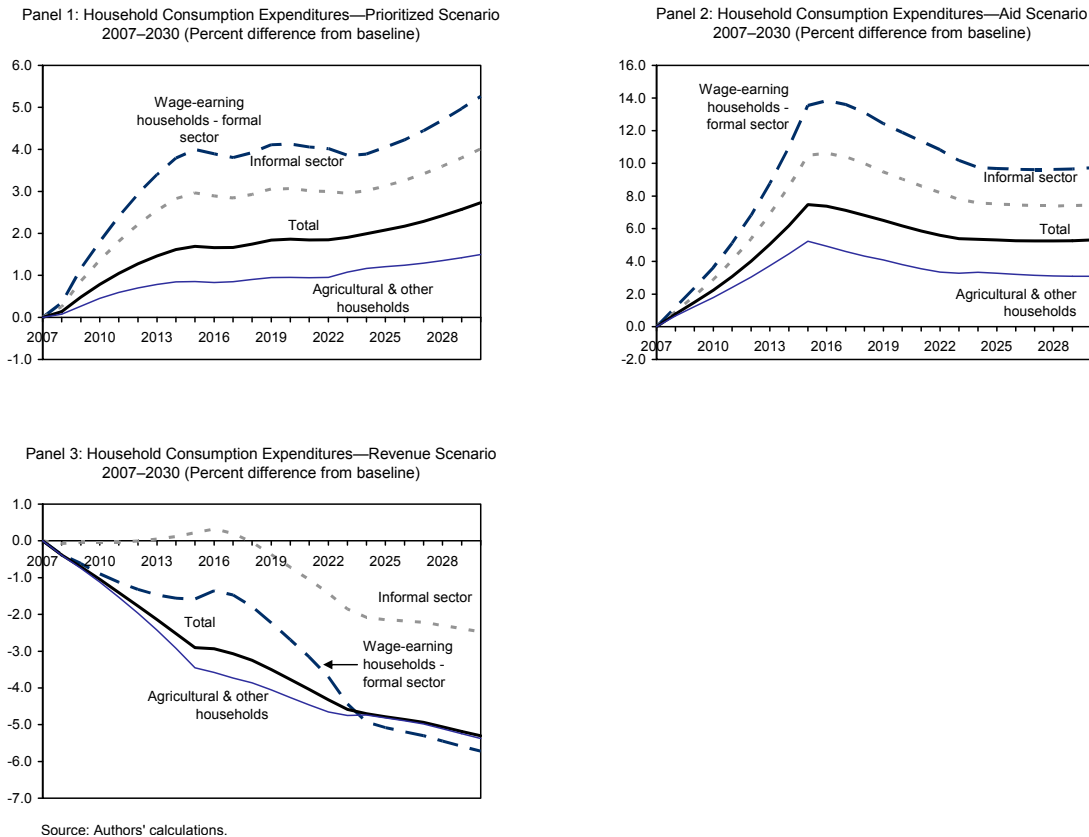 Panel 1: Household Consumption Expenditures—Prioritized Scenario
2007–2030 (Percent difference from baseline)
6.0
5.0
4.0
3.0
2.0
1.0
0.0
-1.0
Wage-earning
households - formal
sector
Informal sector
Total
Agricultural & other
households
2007 2010 2013 2016 2019 2022 2025 2028
Panel 2: Household Consumption Expenditures—Aid Scenario
2007–2030 (Percent difference from baseline)
16.0
14.0
12.0
10.0
8.0
6.0
4.0
2.0
0.0
-2.0
Wage-earning
households -
formal sector
Informal sector
Total
Agricultural & other
households
2007 2010 2013 2016 2019 2022 2025 2028
Panel 3: Household Consumption Expenditures—Revenue Scenario
2007–2030 (Percent difference from baseline)
1.0
0.0
-1.0
-2.0
-3.0
-4.0
-5.0
-6.0
-7.0
2007 2010 2013 2016 2019 2022 2025 2028
Informal sector
Total
Wage-earning
households -
formal sector
Agricultural & other
households
Source: Authors' calculations.